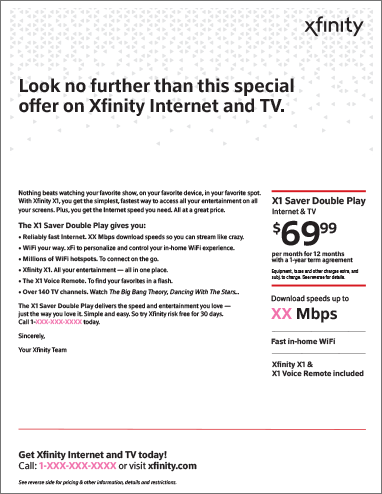 xfinity
Look no further than this special
offer on Xfinity Internet and TV.
Nothing beats watching your favorite show, on your favorite device, in your favorite spot.
With Xfinity X1, you get the simplest, fastest way to access all your entertainment on all
your screens. Plus, you get the Internet speed you need. All at a great price.
The X1 Saver Double Play gives you:
• Reliably fast Internet. XX Mbps download speeds so you can stream like crazy.
• WiFi your way. xFi to personalize and control your in-home WiFi experience.
• Millions of WiFi hotspots. To connect on the go.
• Xfinity X1. All your entertainment — all in one place.
• The X1 Voice Remote. To find your favorites in a flash.
• Over 140 TV channels. Watch The Big Bang Theory, Dancing With The Stars...
The X1 Saver Double Play delivers the speed and entertainment you love —
just the way you love it. Simple and easy. So try Xfinity risk free for 30 days.
Call 1-XXX-XXX-XXXX today.
Sincerely,
Your Xfinity Team
X1 Saver Double Play
Internet & TV
$69.99
per month for 12 months
with a 1-year term agreement
Equipment, taxes and other charges extra, and
subj. to change. See reverse for details.
Download speeds up to
XX Mbps
Fast in-home WiFi
Xfinity X1 &
X1 Voice Remote included
Get Xfinity Internet and TV today!
Call: 1-XXX-XXX-XXXX or visit xfinity.com
See reverse side for pricing & other information, details and restrictions.